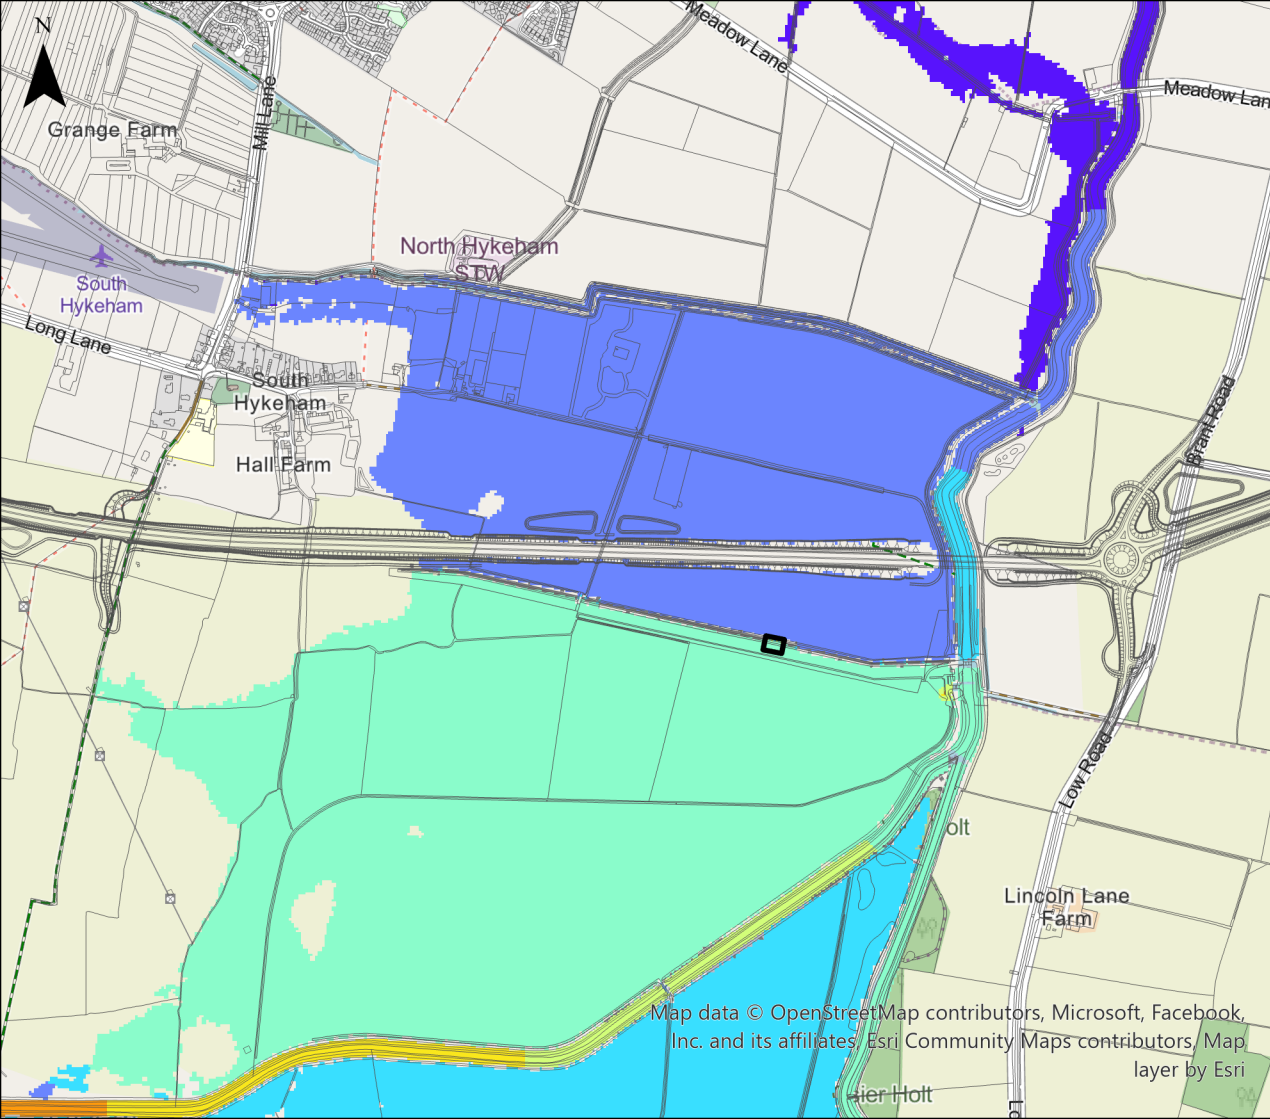 N
Meadow Lane
Meadow Lan
Mill Lane
Grange Farm
North Hykeham
STW
South
Hykeham
Long Lane
South
Hykeham
Hall Farm
Brant Road
Low Road
olt
Lincoln Lane
Farm
Map data © OpenStreetMap contributors, Microsoft, Facebook,
Inc. and its affiliates, Esri Community Maps contributors, Map
layer by Esri
sier Holt
Lo